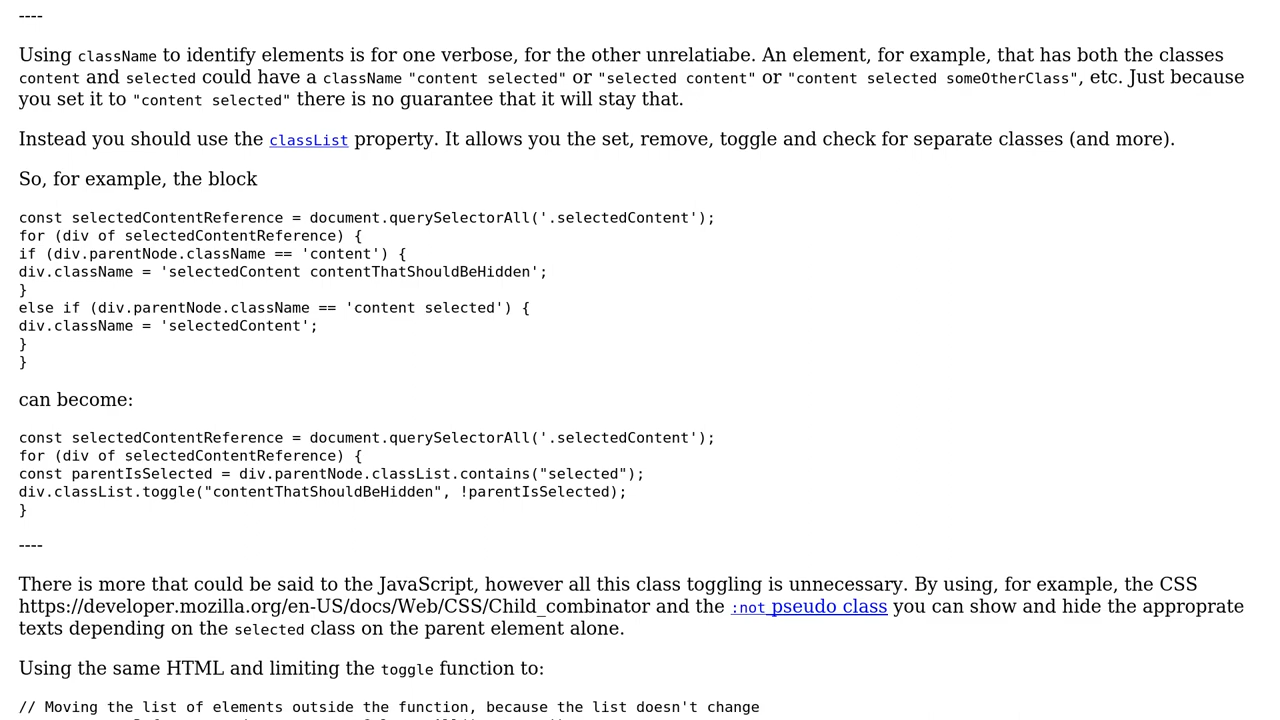 ----
Using className to identify elements is for one verbose, for the other unrelatiabe. An element, for example, that has both the classes
content and selected could have a className "content selected" or "selected content" or "content selected someOtherClass", etc. Just because
you set it to "content selected" there is no guarantee that it will stay that.
Instead you should use the classList property. It allows you the set, remove, toggle and check for separate classes (and more).
So, for example, the block
const selectedContentReference = document.querySelectorAll('.selectedContent');
for (div of selectedContentReference) {
if (div.parentNode.className == 'content') {
div.className = 'selectedContent contentThatShouldBeHidden';
}
else if (div.parentNode.className == 'content selected') {
div.className = 'selectedContent';
}
}
can become:
const selectedContentReference = document.querySelectorAll('.selectedContent');
for (div of selectedContentReference) {
const parentIsSelected = div.parentNode.classList.contains("selected");
div.classList.toggle("contentThatShouldBeHidden", !parentIsSelected);
}
----
There is more that could be said to the JavaScript, however all this class toggling is unnecessary. By using, for example, the CSS
https://developer.mozilla.org/en-US/docs/Web/CSS/Child_combinator and the :not pseudo class you can show and hide the approprate
texts depending on the selected class on the parent element alone.
Using the same HTML and limiting the toggle function to:
// Moving the list of elements outside the function, because the list doesn't change